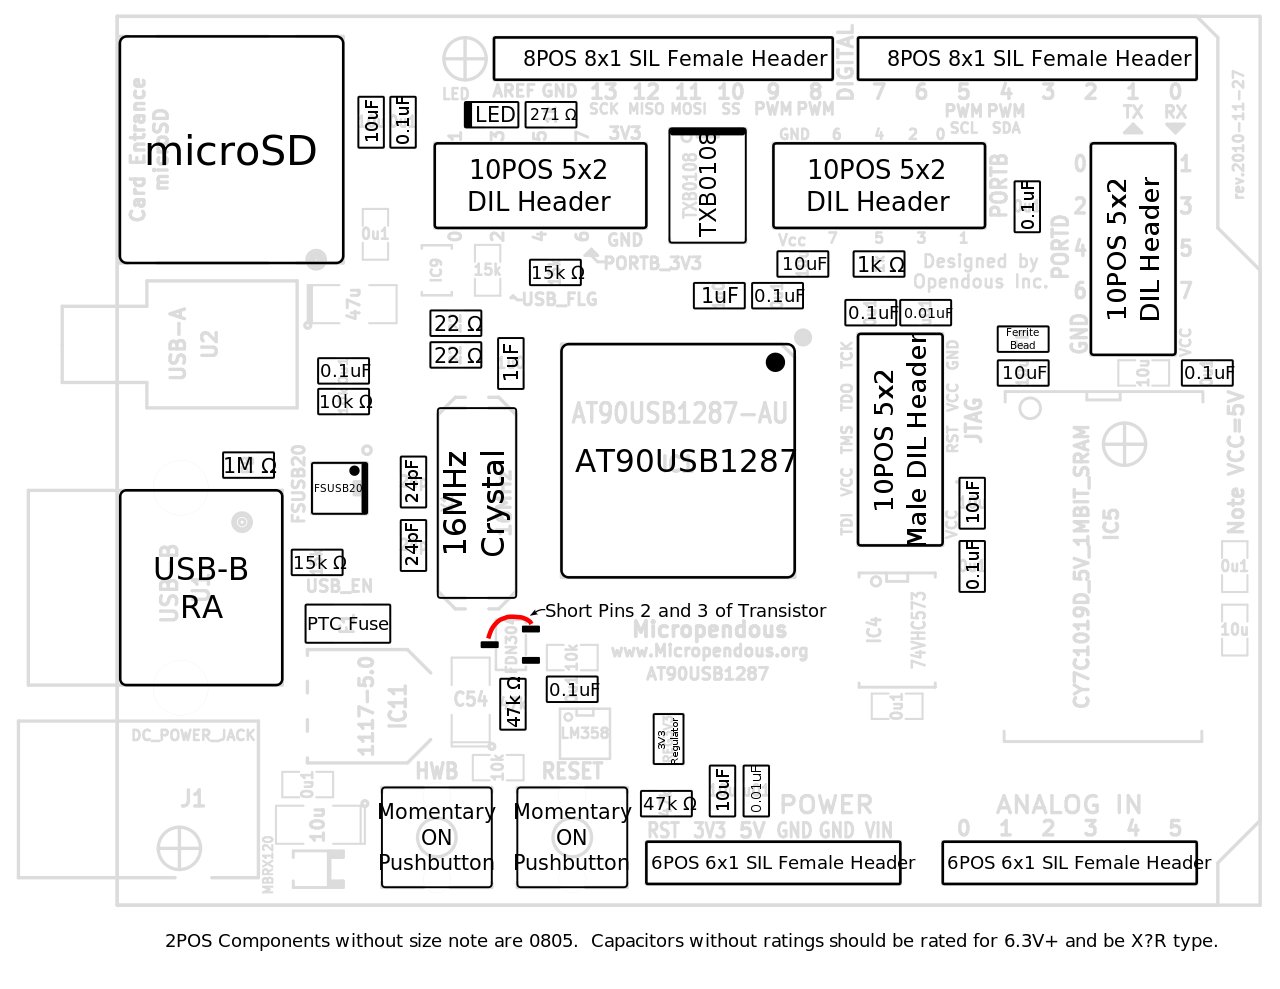 8POS 8x1 SIL Female Header
8POS 8x1 SIL Female Header
DIGITAL
LED
AREF GND 13 12 11 10 9 8
7 6 5 4 3 2 1 0
SCK MISO MOSI SS PWM PWM
PWM PWM
SCL SDA
TX RX
rev.2010-11-27
Card Entrance
microSD
microSD
10uF
0.1uF
LED
271 Ω
1 3 5 7 3V3
10POS 5x2
DIL Header
0 2 4 6 GND
~PORTB_3V3
TXB0108
TXB0108
GND 6 4 2 0
10POS 5x2
DIL Header
Vcc 7 5 3 1
PORTB
0.1uF
PORTD
0 1
2 3
4 5
6 7
GND
VCC
10POS 5x2
DIL Header
0u1
IC9
15k
15k Ω
~USB_FLG
10uF
1k Ω
Designed by
Opendous Inc.
1uF
0.1uF
0.1uF
0.01uF
47u
USB-A
U2
22 Ω
22 Ω
1uF
0.1uF
10k Ω
Ferrite
Bead
10uF
10u
0.1uF
AT90USB1287-AU
AT90USB1287
TCK GND
TDO VCC
TMS RST
VCC
TDI VCC
JTAG
10POS 5x2
Male DIL Header
CY7C1019D_5V_1MBIT_SRAM
IC5
Note VCC=5V
1M Ω
FSUSB20
FSUSB20
24pF
24pF
16MHz
Crystal
10uF
0.1uF
USB-B
RA
15k Ω
USB_EN
PTC Fuse
Short Pins 2 and 3 of Transistor
FDN304
Micropendous
www.Micropendous.org
AT90USB1287
IC4
74VHC573
0u1
10u
0u1
10k
1117-5.0
IC11
C54
47k Ω
0.1uF
LM358
3V3
Regulator
DC_POWER_JACK
J1
0u1
10u
MBRX120
10k
HWB
RESET
Momentary
ON
Pushbutton
Momentary
ON
Pushbutton
47k Ω
10uF
0.01uF
POWER
ANALOG IN
RST 3V3 5V GND GND VIN
0 1 2 3 4 5
6POS 6x1 SIL Female Header
6POS 6x1 SIL Female Header
2POS Components without size note are 0805.  Capacitors without ratings should be rated for 6.3V+ and be X?R type.